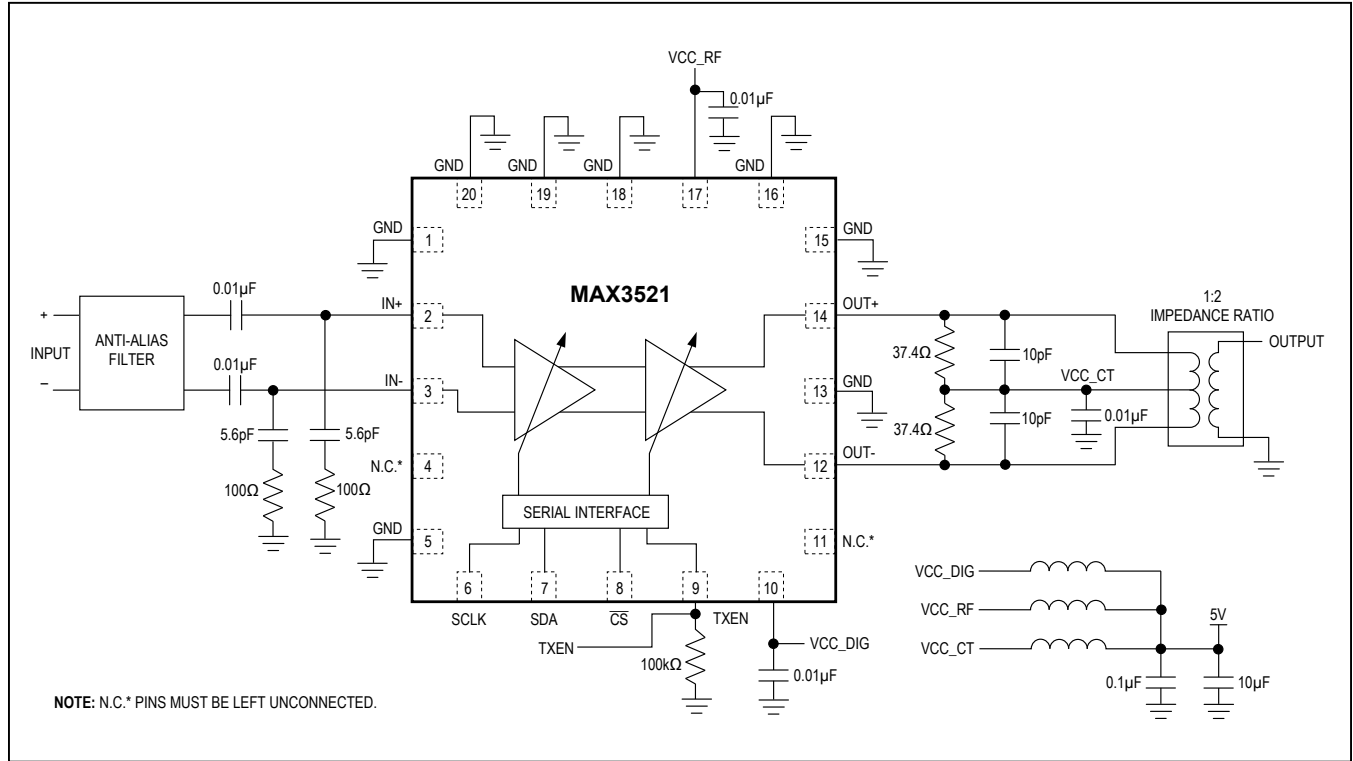 VCC_RF
0.01µF
GND
GND
GND
GND
20
19
18
17
16
GND
1
15
GND
MAX3521
0.01µF
IN+
2
14
OUT+
1:2
IMPEDANCE RATIO
+
INPUT
−
ANTI-ALIAS
FILTER
OUTPUT
37.4Ω
10pF
0.01µF
IN-
3
13
GND
VCC_CT
0.01µF
37.4Ω
10pF
5.6pF
5.6pF
N.C.*
4
12
OUT-
100Ω
100Ω
SERIAL INTERFACE
GND
5
11
N.C.*
6
7
8
9
10
SCLK
SDA
CS
TXEN
TXEN
100kΩ
VCC_DIG
0.01µF
VCC_DIG
VCC_RF
VCC_CT
5V
0.1µF
10µF
NOTE: N.C.* PINS MUST BE LEFT UNCONNECTED.